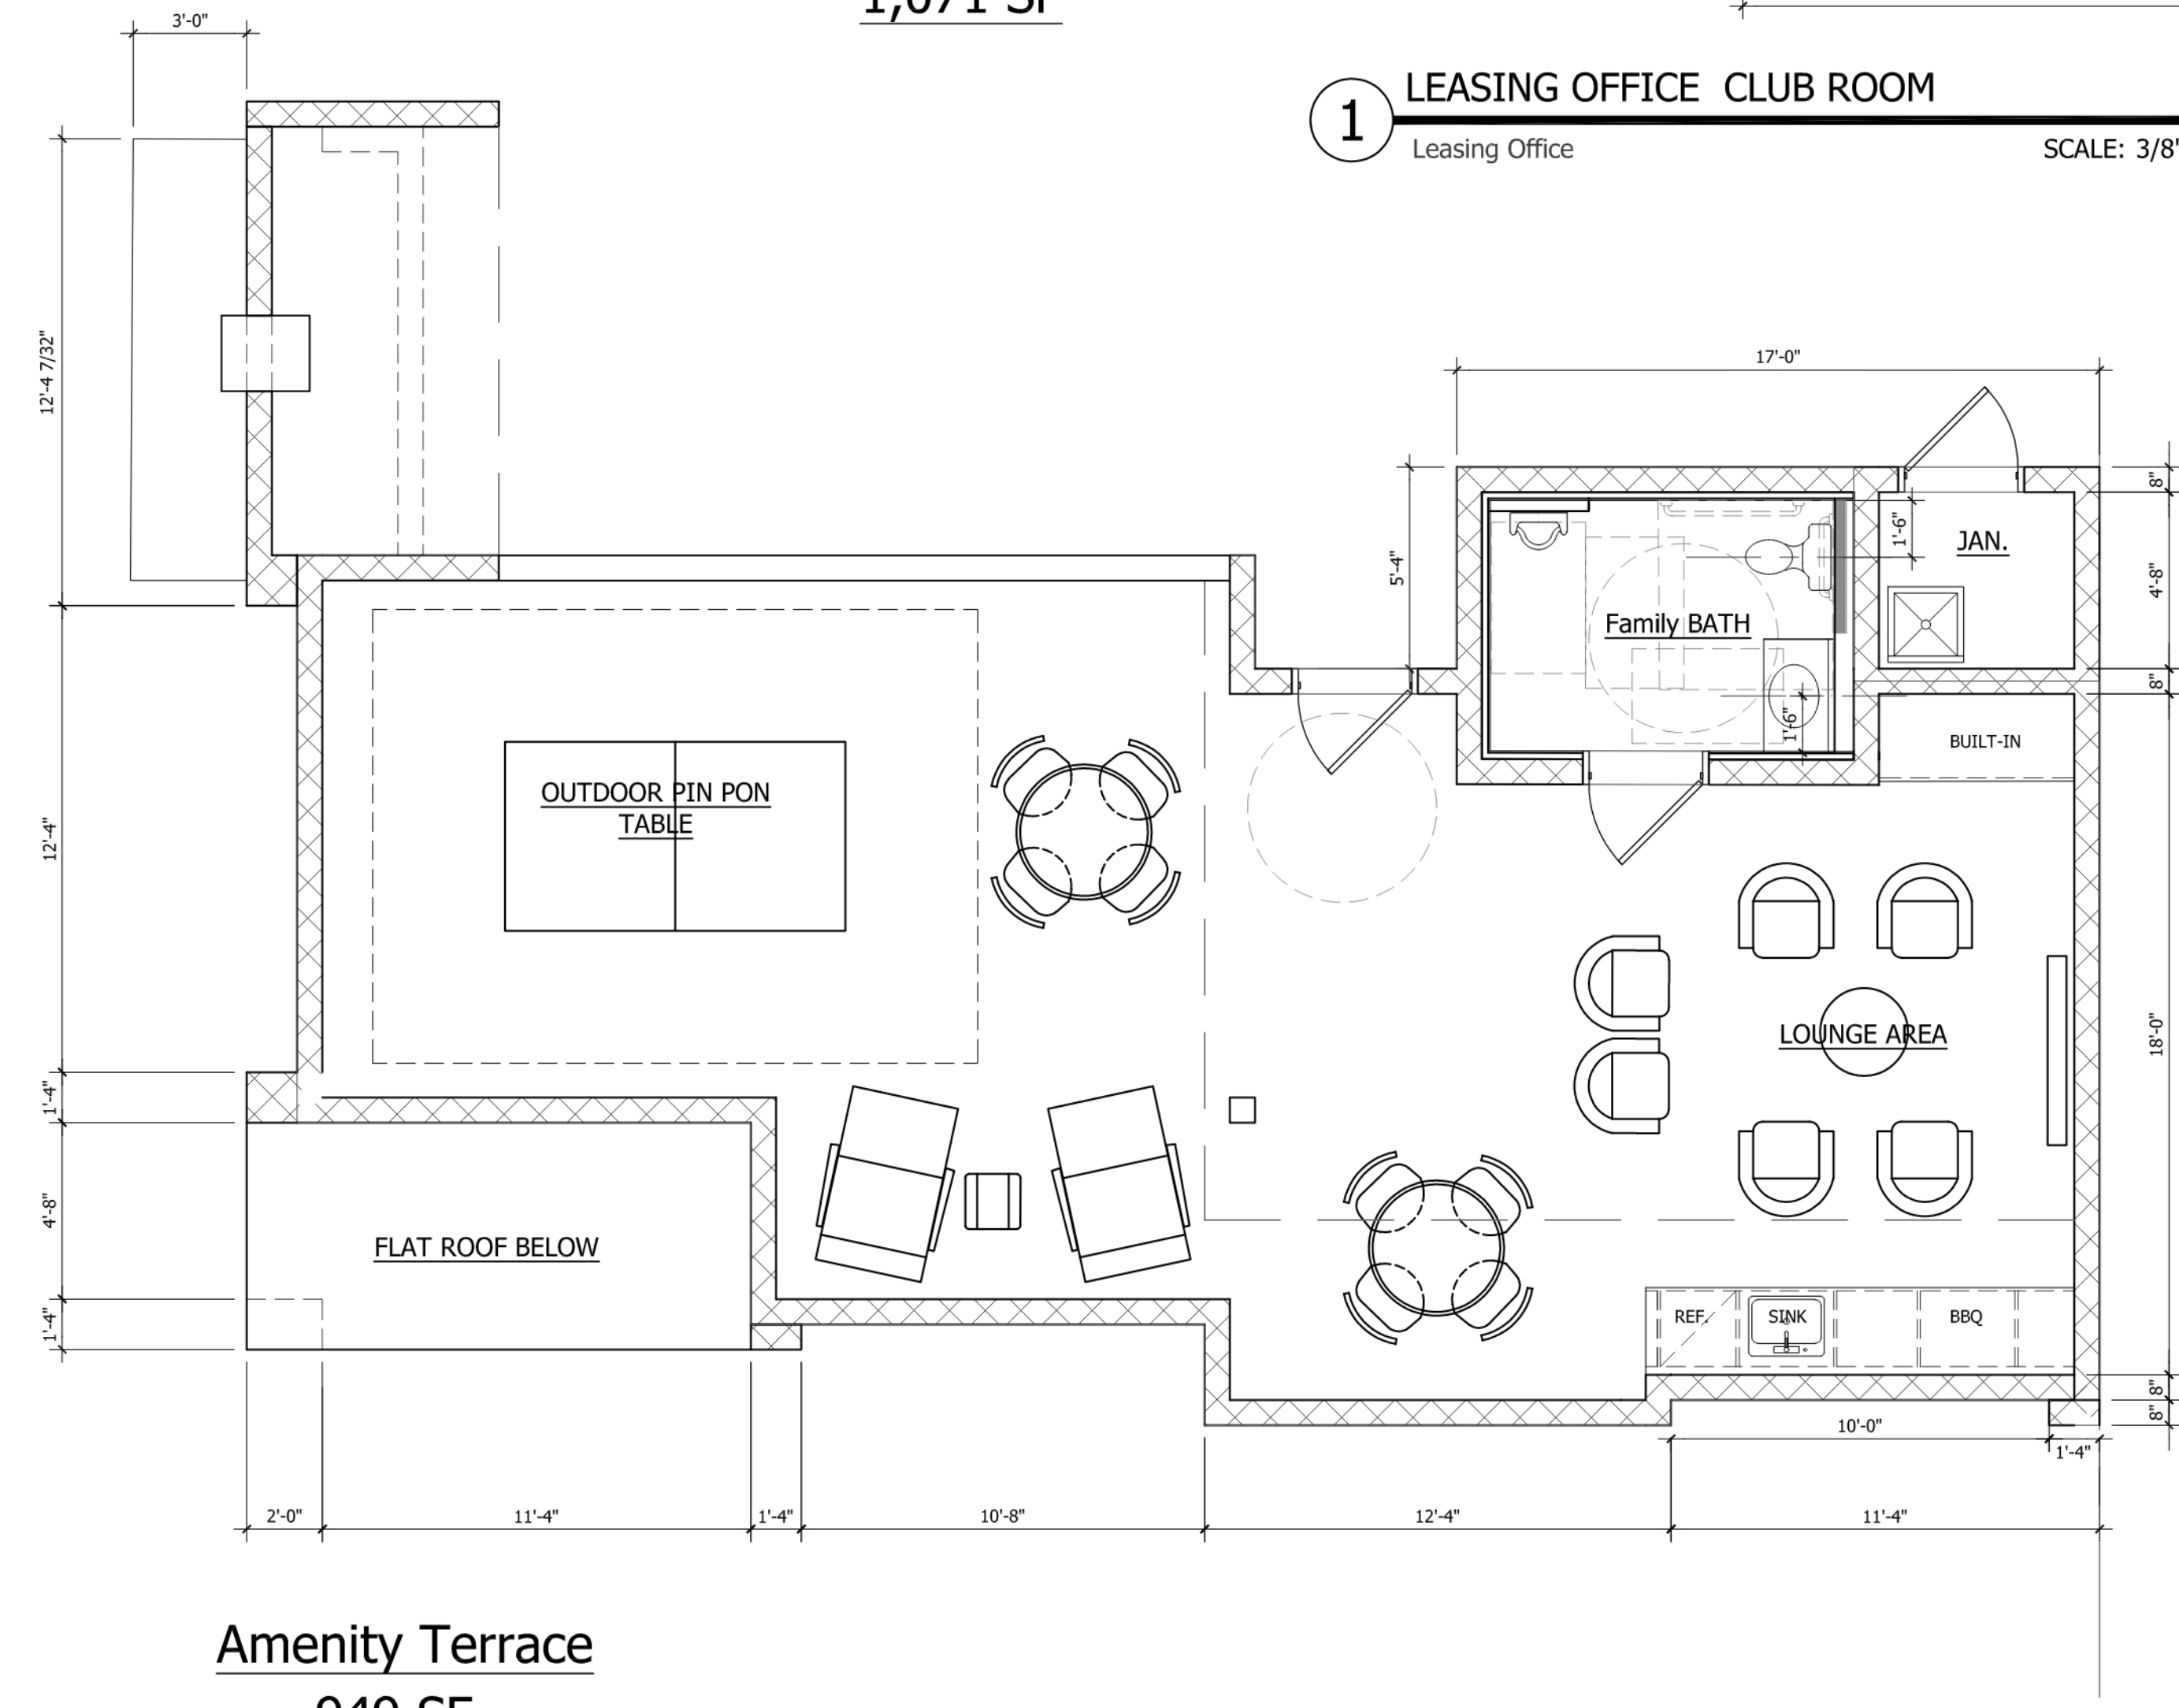 1,071 SF
3'-0"
1
LEASING OFFICE  CLUB ROOM
Leasing Office
SCALE: 3/8"
12'-4 7/32"
17'-0"
5'-4"
8"
1'-6"
JAN.
4'-8"
Family BATH
8"
1'-6"
BUILT-IN
OUTDOOR PIN PON
TABLE
12'-4"
LOUNGE AREA
18'-0"
1'-4"
4'-8"
FLAT ROOF BELOW
1'-4"
REF.
SINK
BBQ
8"
8"
10'-0"
1'-4"
2'-0"
11'-4"
1'-4"
10'-8"
12'-4"
11'-4"
Amenity Terrace